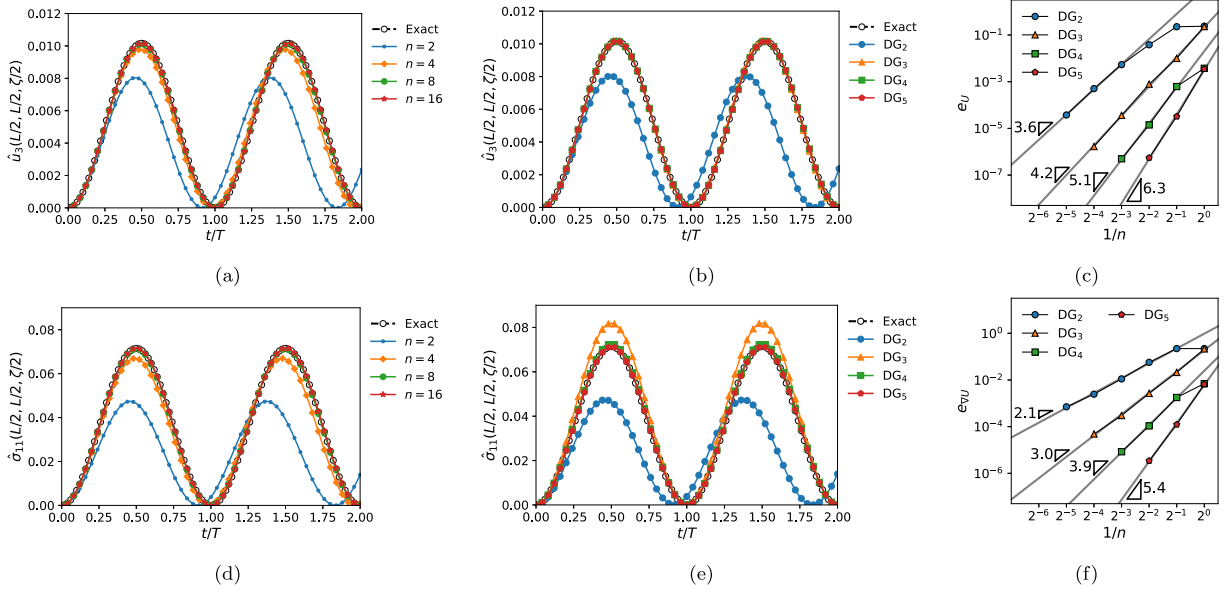 0.012
0.010
0.008
0.006
0.004
0.002
0.000
û₃(L/2, L/2, ζ/2)
0.00 0.25 0.50 0.75 1.00 1.25 1.50 1.75 2.00
t/T
Exact
n = 2
n = 4
n = 8
n = 16
(a)
0.012
0.010
0.008
0.006
0.004
0.002
0.000
û₃(L/2, L/2, ζ/2)
0.00 0.25 0.50 0.75 1.00 1.25 1.50 1.75 2.00
t/T
Exact
DG₂
DG₃
DG₄
DG₅
(b)
DG₂
DG₃
DG₄
DG₅
10⁻¹
10⁻³
10⁻⁵
10⁻⁷
e_U
3.6
4.2
5.1
6.3
2⁻⁶ 2⁻⁵ 2⁻⁴ 2⁻³ 2⁻² 2⁻¹ 2⁰
1/n
(c)
0.08
0.06
0.04
0.02
0.00
σ̂₁₁(L/2, L/2, ζ/2)
0.00 0.25 0.50 0.75 1.00 1.25 1.50 1.75 2.00
t/T
Exact
n = 2
n = 4
n = 8
n = 16
(d)
0.08
0.06
0.04
0.02
0.00
σ̂₁₁(L/2, L/2, ζ/2)
0.00 0.25 0.50 0.75 1.00 1.25 1.50 1.75 2.00
t/T
Exact
DG₂
DG₃
DG₄
DG₅
(e)
DG₂ DG₅
DG₃
DG₄
10⁰
10⁻²
10⁻⁴
10⁻⁶
e_∇U
2.1
3.0
3.9
5.4
2⁻⁶ 2⁻⁵ 2⁻⁴ 2⁻³ 2⁻² 2⁻¹ 2⁰
1/n
(f)